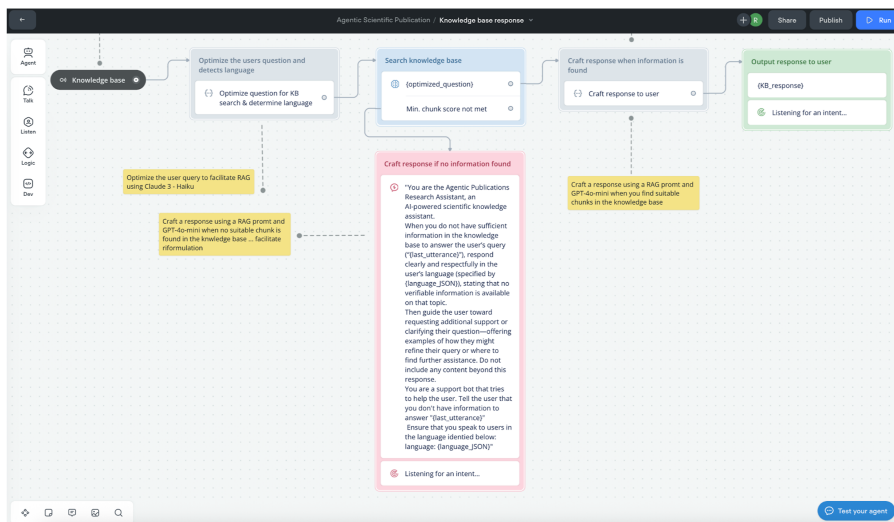 Agentic Scientific Publication / Knowledge base response
R
Share
Publish
Run
Agent
Talk
Listen
Logic
Dev
Knowledge base
Optimize the users question and
detects language
Optimize question for KB
search & determine language
Search knowledge base
{optimized_question}
Min. chunk score not met
Craft response when information is
found
Craft response to user
Output response to user
{KB_response}
Listening for an intent...
Optimize the user query to facilitate RAG
using Claude 3 - Haiku
Craft a response using a RAG promt and
GPT-4o-mini when no suitable chunk is
found in the knwledge base ... facilitate
riformulation
Craft response if no information found
"You are the Agentic Publications
Research Assistant, an
AI-powered scientific knowledge
assistant.
When you do not have sufficient
information in the knowledge
base to answer the user's query
("{last_utterance}"), respond
clearly and respectfully in the
user's language (specified by
{language_JSON}), stating that no
verifiable information is available
on that topic.
Then guide the user toward
requesting additional support or
clarifying their question—offering
examples of how they might
refine their query or where to
find further assistance. Do not
include any content beyond this
response.
You are a support bot that tries
to help the user. Tell the user that
you don't have information to
answer "{last_utterance}"
Ensure that you speak to users in
the language identied below:
language: {language_JSON}"
Listening for an intent...
Craft a response using a RAG promt and
GPT-4o-mini when you find suitable
chunks in the knowledge base
Test your agent